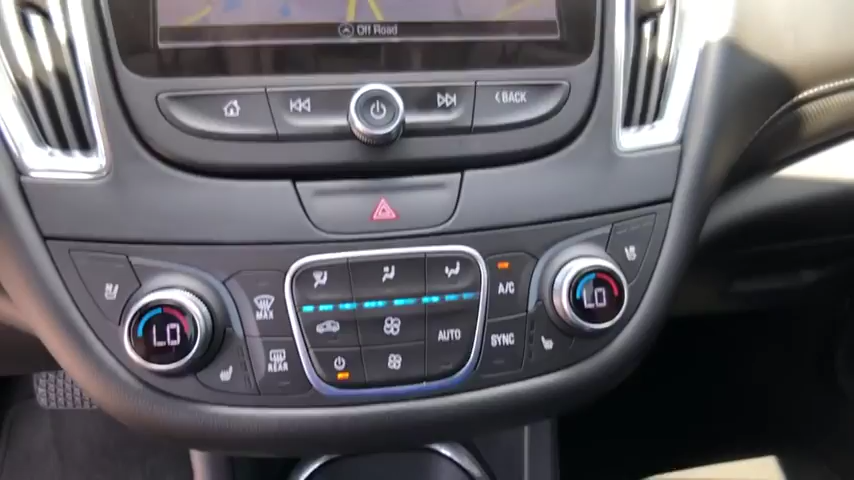 Off Road
BACK
MAX
A/C
LO
LO
AUTO
SYNC
REAR